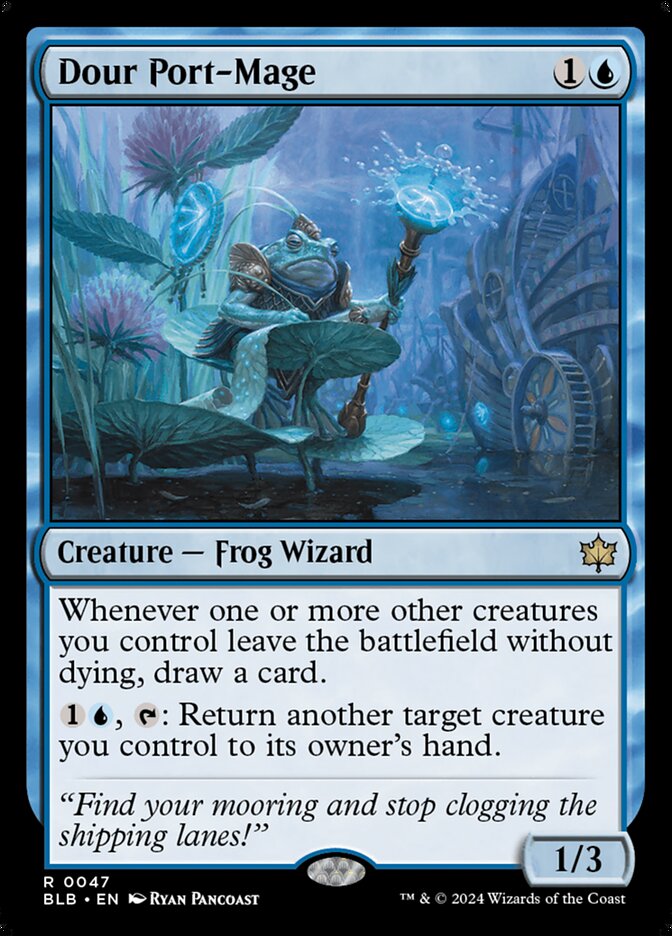 Dour Port-Mage 1
Creature — Frog Wizard
Whenever one or more other creatures
you control leave the battlefield without
dying, draw a card.
1 , : Return another target creature
you control to its owner's hand.
“Find your mooring and stop clogging the
shipping lanes!”
1/3
R 0047
BLB • EN RYAN PANCOAST
™ & © 2024 Wizards of the Coast